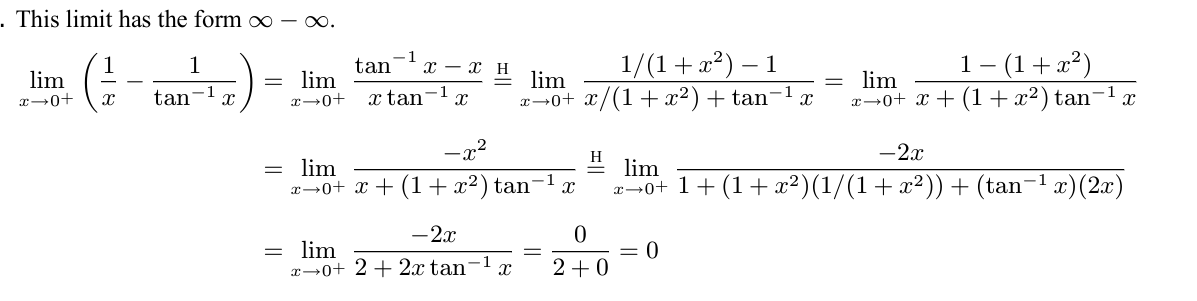 . This limit has the form ∞ − ∞.
lim_{x→0⁺} (1/x − 1/(tan⁻¹ x)) = lim_{x→0⁺} (tan⁻¹ x − x)/(x tan⁻¹ x) =^H lim_{x→0⁺} (1/(1 + x²) − 1)/(x/(1 + x²) + tan⁻¹ x) = lim_{x→0⁺} (1 − (1 + x²))/(x + (1 + x²) tan⁻¹ x)
= lim_{x→0⁺} (−x²)/(x + (1 + x²) tan⁻¹ x) =^H lim_{x→0⁺} (−2x)/(1 + (1 + x²)(1/(1 + x²)) + (tan⁻¹ x)(2x))
= lim_{x→0⁺} (−2x)/(2 + 2x tan⁻¹ x) = 0/(2 + 0) = 0